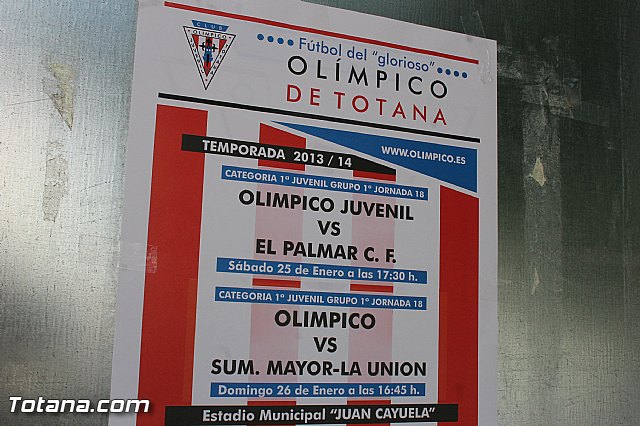 CLUB
OLIMPICO
Fútbol del "glorioso"
OLÍMPICO
DE TOTANA
TEMPORADA 2013 / 14
WWW.OLIMPICO.ES
CATEGORIA 1ª JUVENIL GRUPO 1º JORNADA 18
OLIMPICO JUVENIL
VS
EL PALMAR C. F.
Sábado 25 de Enero a las 17:30 h.
CATEGORIA 1ª JUVENIL GRUPO 1º JORNADA 18
OLIMPICO
VS
SUM. MAYOR-LA UNION
Domingo 26 de Enero a las 16:45 h.
Estadio Municipal "JUAN CAYUELA"
Totana.com